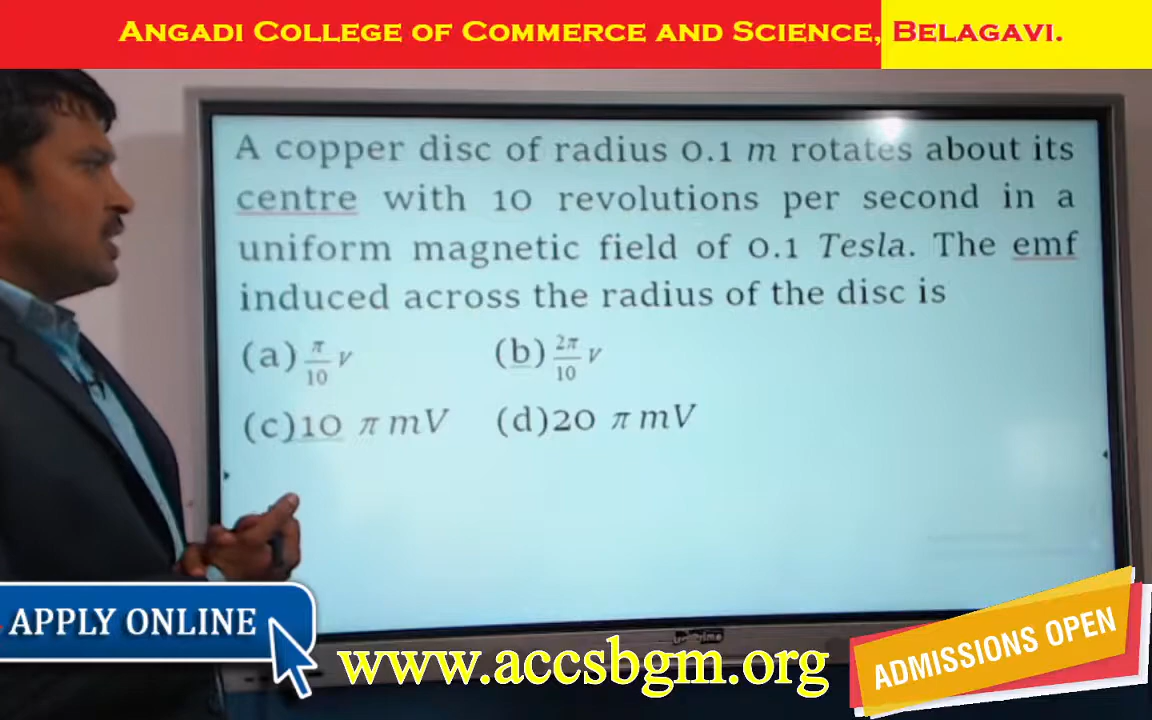 ANGADI COLLEGE OF COMMERCE AND SCIENCE, BELAGAVI.
A copper disc of radius 0.1 m rotates about its
centre with 10 revolutions per second in a
uniform magnetic field of 0.1 Tesla. The emf
induced across the radius of the disc is
(a) π/10 V (b) 2π/10 V
(c) 10 π mV (d) 20 π mV
APPLY ONLINE
www.accsbgm.org
ADMISSIONS OPEN